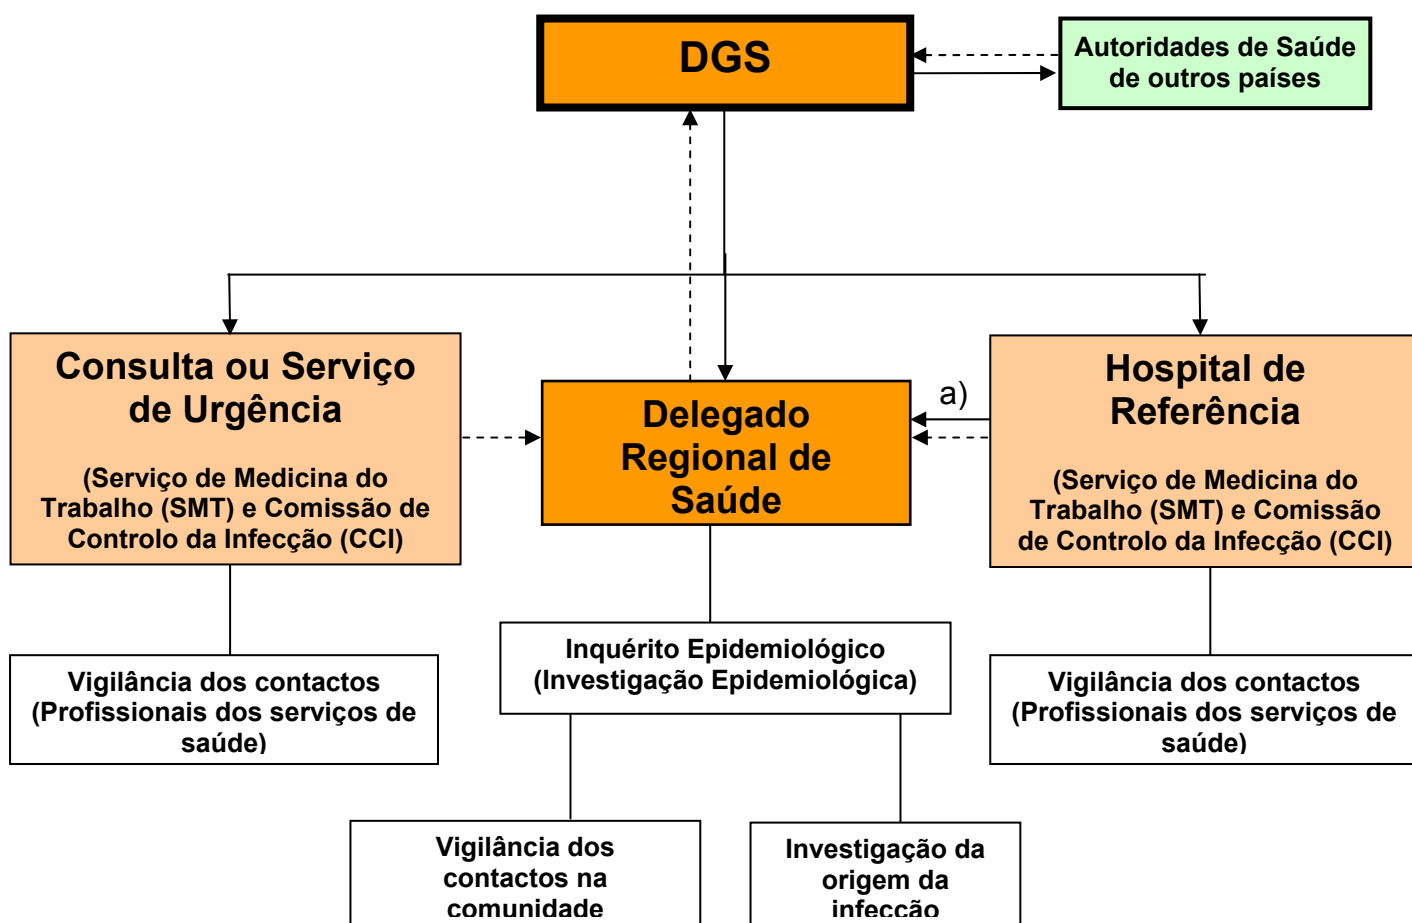 DGS
Autoridades de Saúde
de outros países
Consulta ou Serviço
de Urgência
(Serviço de Medicina do
Trabalho (SMT) e Comissão de
Controlo da Infecção (CCI)
Delegado
Regional de
Saúde
a)
Hospital de
Referência
(Serviço de Medicina do
Trabalho (SMT) e Comissão
de Controlo da Infecção (CCI)
Vigilância dos contactos
(Profissionais dos serviços de
saúde)
Inquérito Epidemiológico
(Investigação Epidemiológica)
Vigilância dos contactos
(Profissionais dos serviços de
saúde)
Vigilância dos
contactos na
comunidade
Investigação da
origem da
infecção